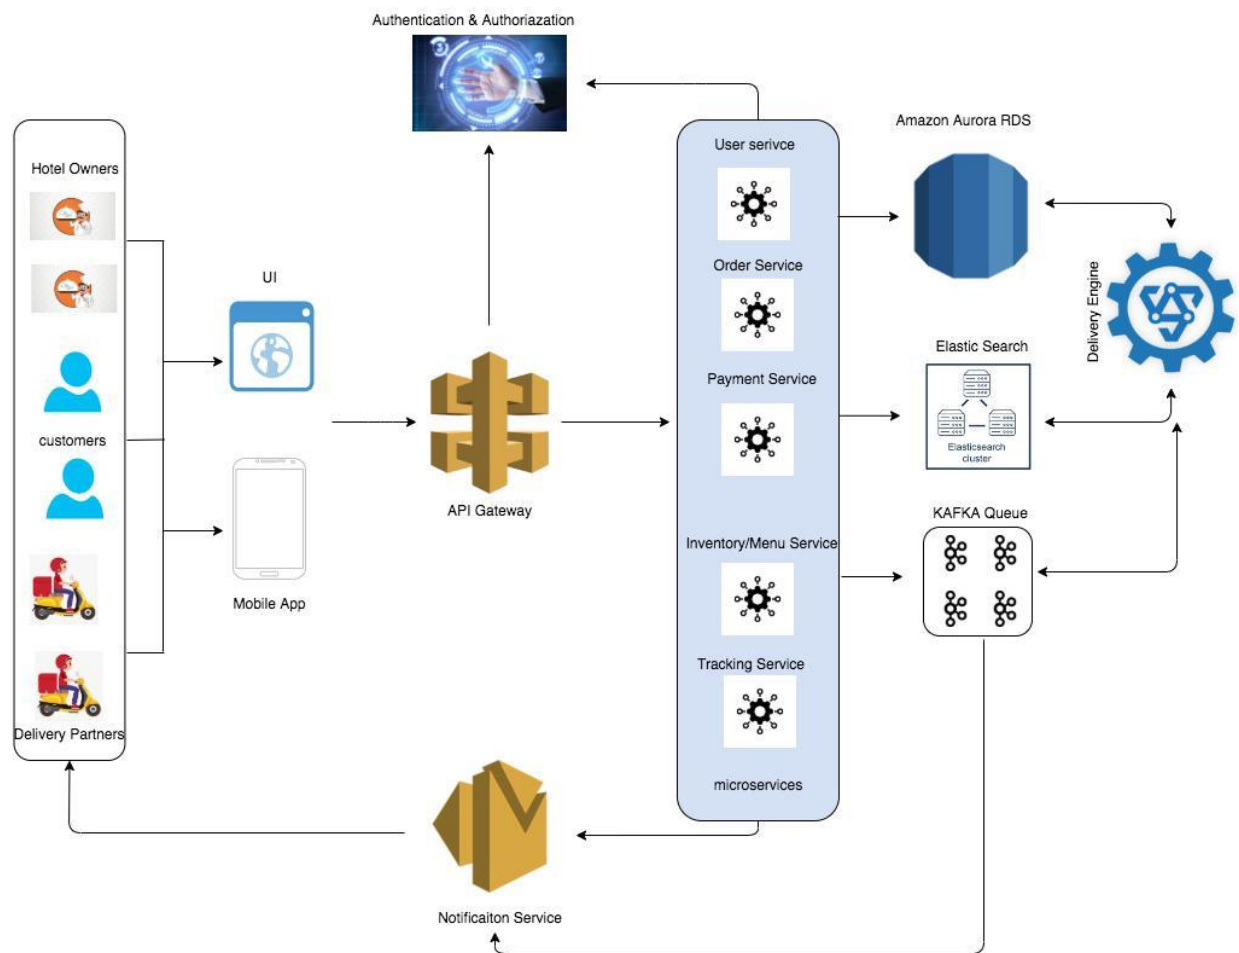 Authentication & Authoriazation
Hotel Owners
customers
Delivery Partners
UI
Mobile App
API Gateway
User serivce
Order Service
Payment Service
Inventory/Menu Service
Tracking Service
microservices
Amazon Aurora RDS
Delivery Engine
Elastic Search
Elasticsearch
cluster
KAFKA Queue
Notificaiton Service